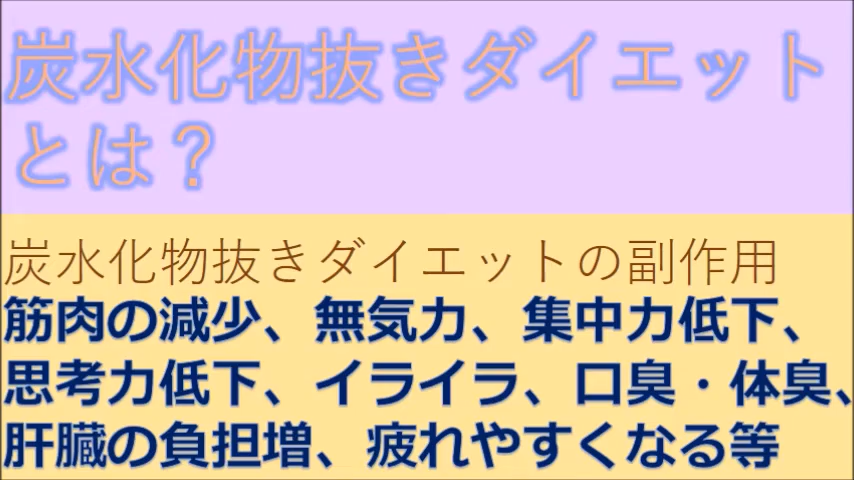 炭水化物抜きダイエット
とは？
炭水化物抜きダイエットの副作用
筋肉の減少、無気力、集中力低下、
思考力低下、イライラ、口臭・体臭、
肝臓の負担増、疲れやすくなる等